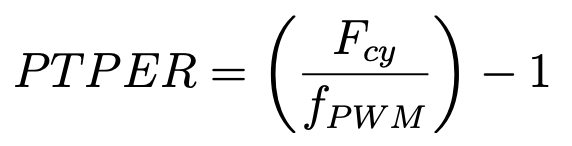 PTPER = (F_cy / f_PWM) − 1